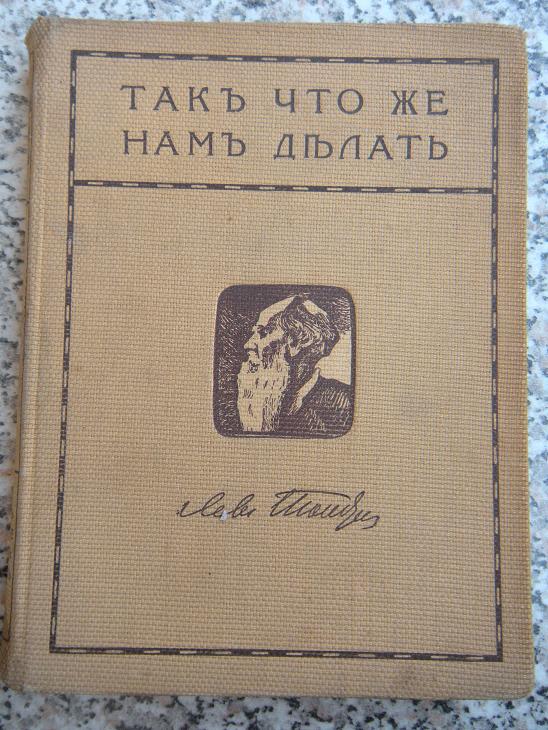 ТАКЪ ЧТО ЖЕ
НАМЪ ДѢЛАТЬ
Левъ Толстой